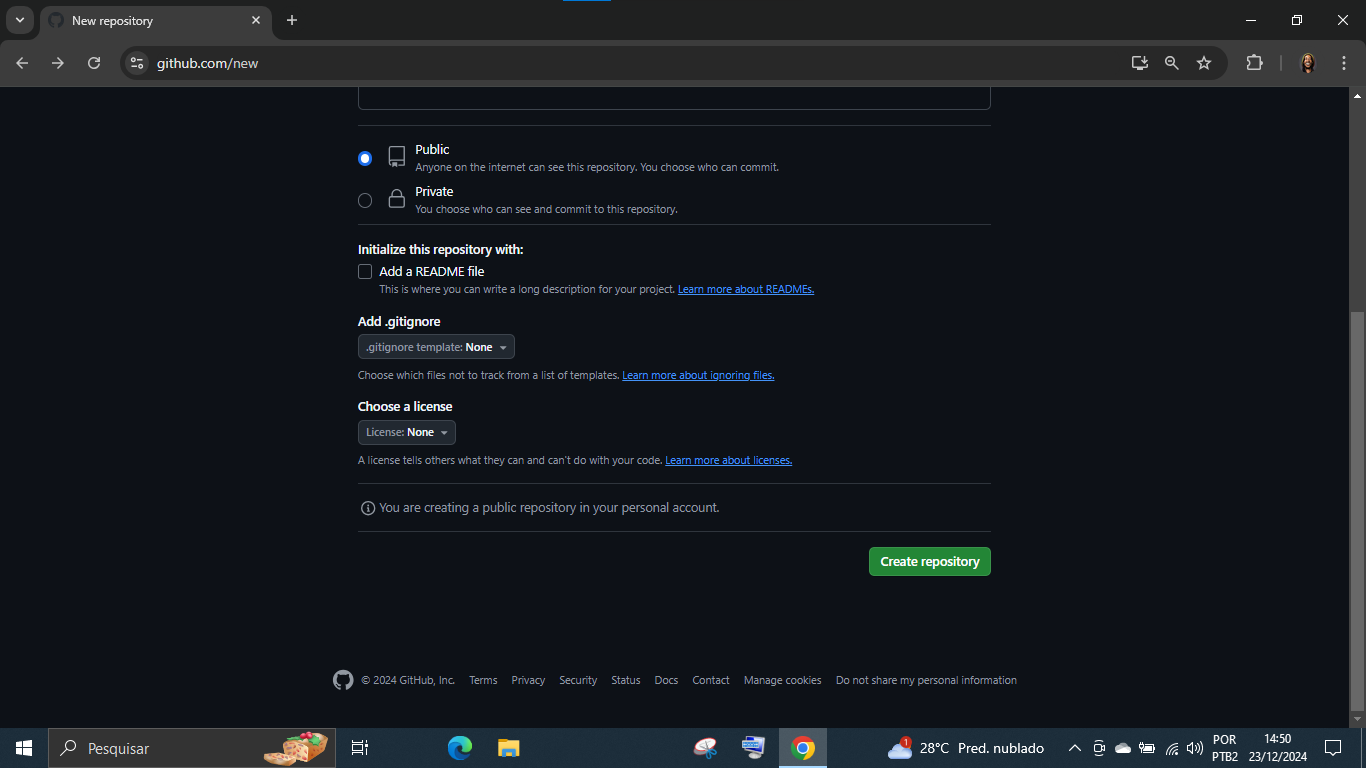 New repository
github.com/new
Public
Anyone on the internet can see this repository. You choose who can commit.
Private
You choose who can see and commit to this repository.
Initialize this repository with:
Add a README file
This is where you can write a long description for your project. Learn more about READMEs.
Add .gitignore
.gitignore template: None
Choose which files not to track from a list of templates. Learn more about ignoring files.
Choose a license
License: None
A license tells others what they can and can't do with your code. Learn more about licenses.
You are creating a public repository in your personal account.
Create repository
© 2024 GitHub, Inc. Terms Privacy Security Status Docs Contact Manage cookies Do not share my personal information
Pesquisar
1
28°C Pred. nublado
POR
PTB2
14:50
23/12/2024